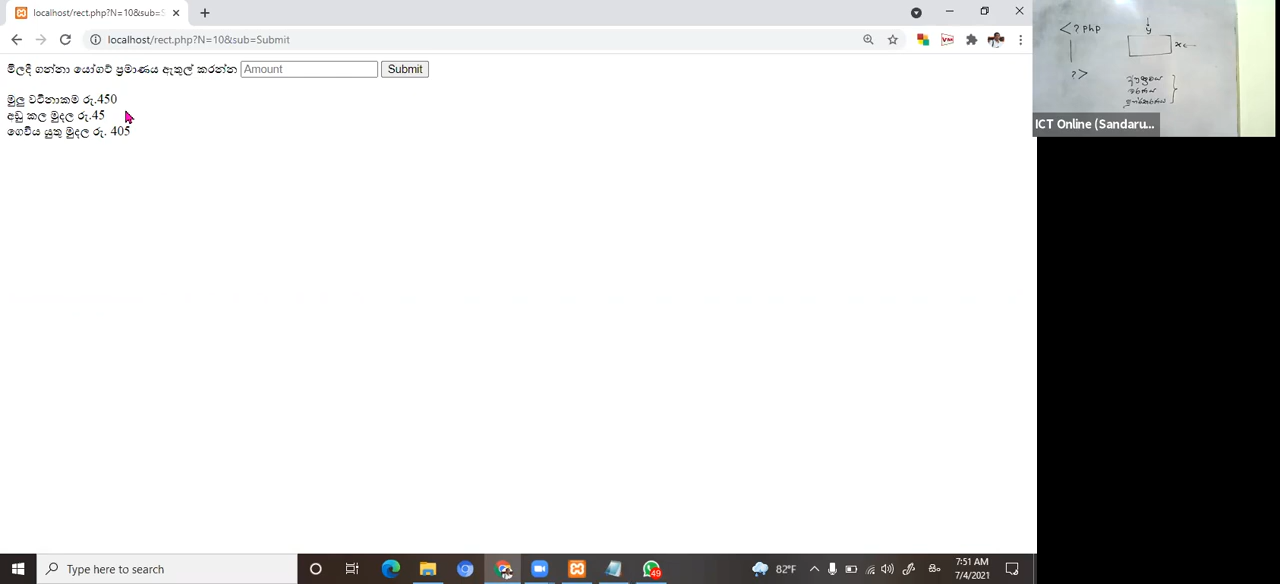 localhost/rect.php?N=10&sub=S
localhost/rect.php?N=10&sub=Submit
මිලදී ගන්නා යෝගට් ප්‍රමාණය ඇතුල් කරන්න Amount Submit
මුලු වටිනාකම රු.450
අඩු කල මුදල රු.45
ගෙවිය යුතු මුදල රු. 405
<?php
y
x
?>
ICT Online (Sandaru...
Type here to search
49
82°F
7:51 AM
7/4/2021